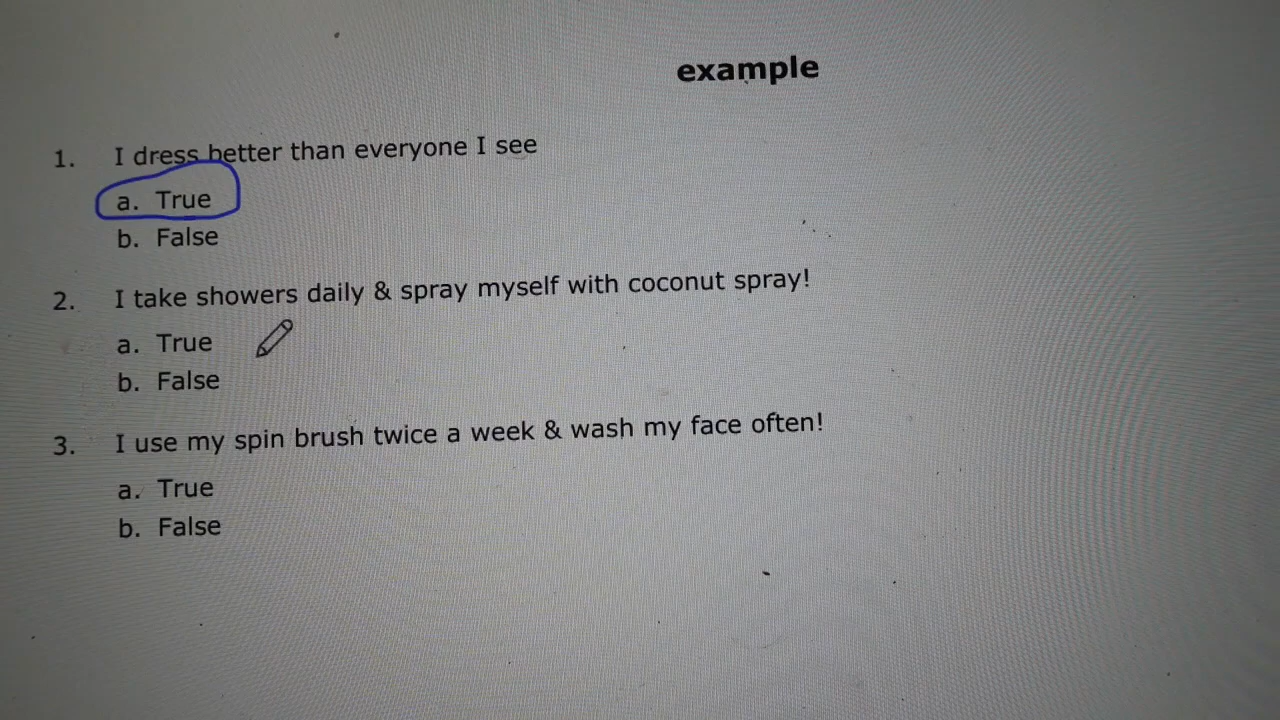 example
1. I dress better than everyone I see
a. True
b. False
2. I take showers daily & spray myself with coconut spray!
a. True
b. False
3. I use my spin brush twice a week & wash my face often!
a. True
b. False